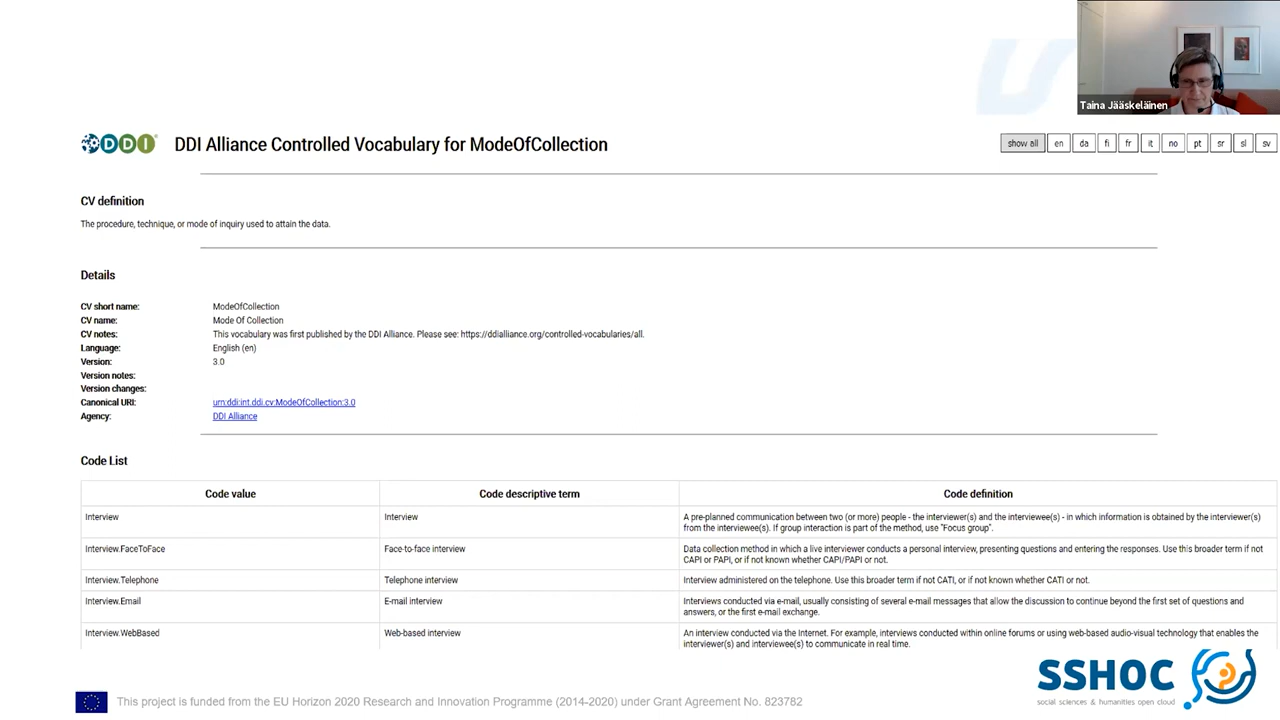 Taina Jääskeläinen
DDI
DDI Alliance Controlled Vocabulary for ModeOfCollection
show all en da fi fr it no pt sr sl sv
CV definition
The procedure, technique, or mode of inquiry used to attain the data.
Details
CV short name: ModeOfCollection
CV name: Mode Of Collection
CV notes: This vocabulary was first published by the DDI Alliance. Please see: https://ddialliance.org/controlled-vocabularies/all.
Language: English (en)
Version: 3.0
Version notes:
Version changes:
Canonical URI: urn:ddi:int.ddi.cv:ModeOfCollection:3.0
Agency: DDI Alliance
Code List
Code value Code descriptive term Code definition
Interview Interview A pre-planned communication between two (or more) people - the interviewer(s) and the interviewee(s) - in which information is obtained by the interviewer(s)
from the interviewee(s). If group interaction is part of the method, use "Focus group".
Interview.FaceToFace Face-to-face interview Data collection method in which a live interviewer conducts a personal interview, presenting questions and entering the responses. Use this broader term if not
CAPI or PAPI, or if not known whether CAPI/PAPI or not.
Interview.Telephone Telephone interview Interview administered on the telephone. Use this broader term if not CATI, or if not known whether CATI or not.
Interview.Email E-mail interview Interviews conducted via e-mail, usually consisting of several e-mail messages that allow the discussion to continue beyond the first set of questions and
answers, or the first e-mail exchange.
Interview.WebBased Web-based interview An interview conducted via the Internet. For example, interviews conducted within online forums or using web-based audio-visual technology that enables the
interviewer(s) and interviewee(s) to communicate in real time.
SSHOC
social sciences & humanities open cloud
This project is funded from the EU Horizon 2020 Research and Innovation Programme (2014-2020) under Grant Agreement No. 823782